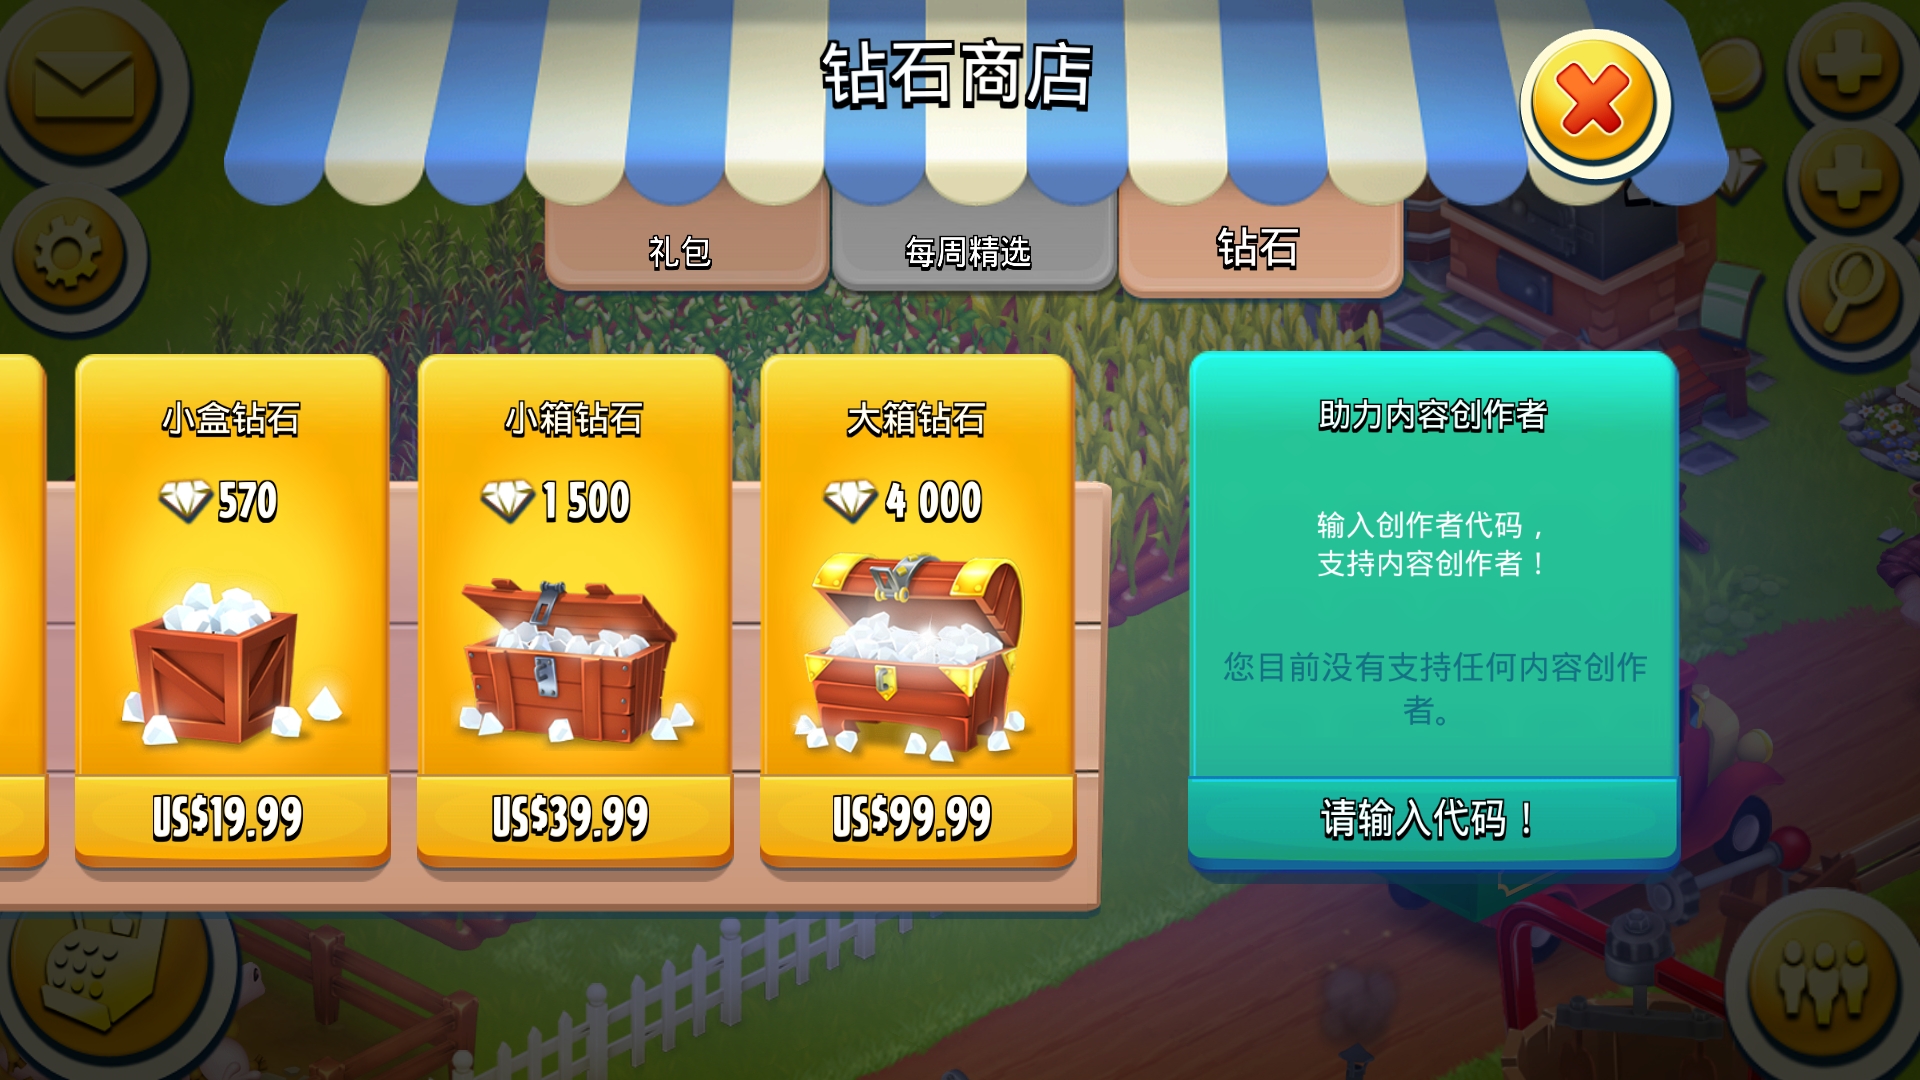 钻石商店
礼包
每周精选
钻石
小盒钻石
570
US$19.99
小箱钻石
1 500
US$39.99
大箱钻石
4 000
US$99.99
助力内容创作者
输入创作者代码，
支持内容创作者！
您目前没有支持任何内容创作
者。
请输入代码！